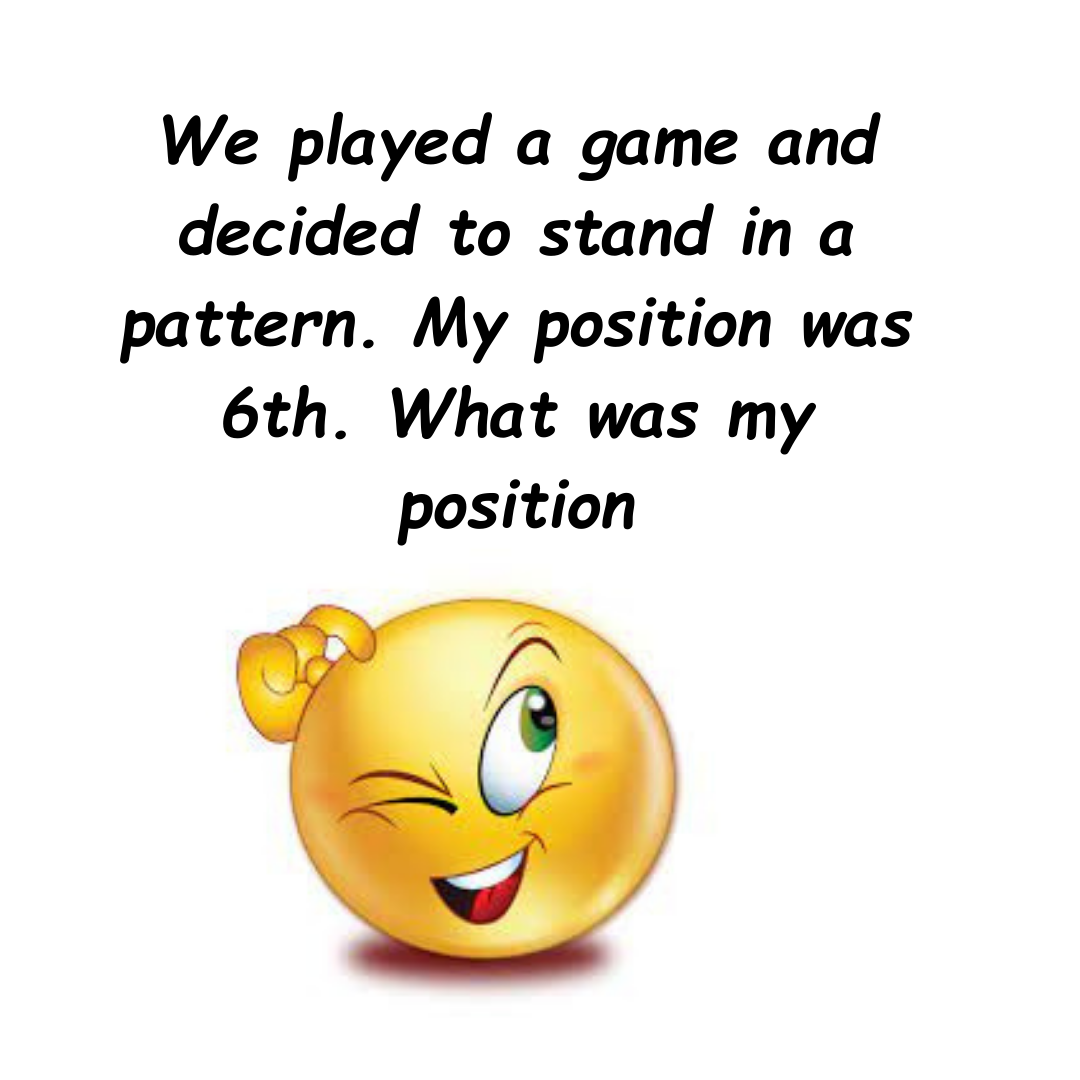 We played a game and
decided to stand in a
pattern. My position was
6th. What was my
position